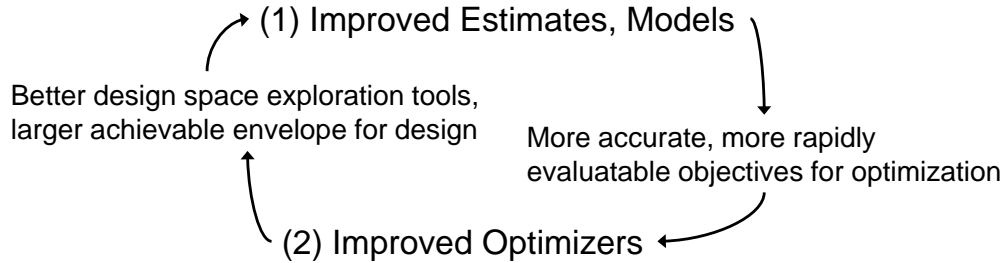 (1) Improved Estimates, Models
Better design space exploration tools,
larger achievable envelope for design
More accurate, more rapidly
evaluatable objectives for optimization
(2) Improved Optimizers